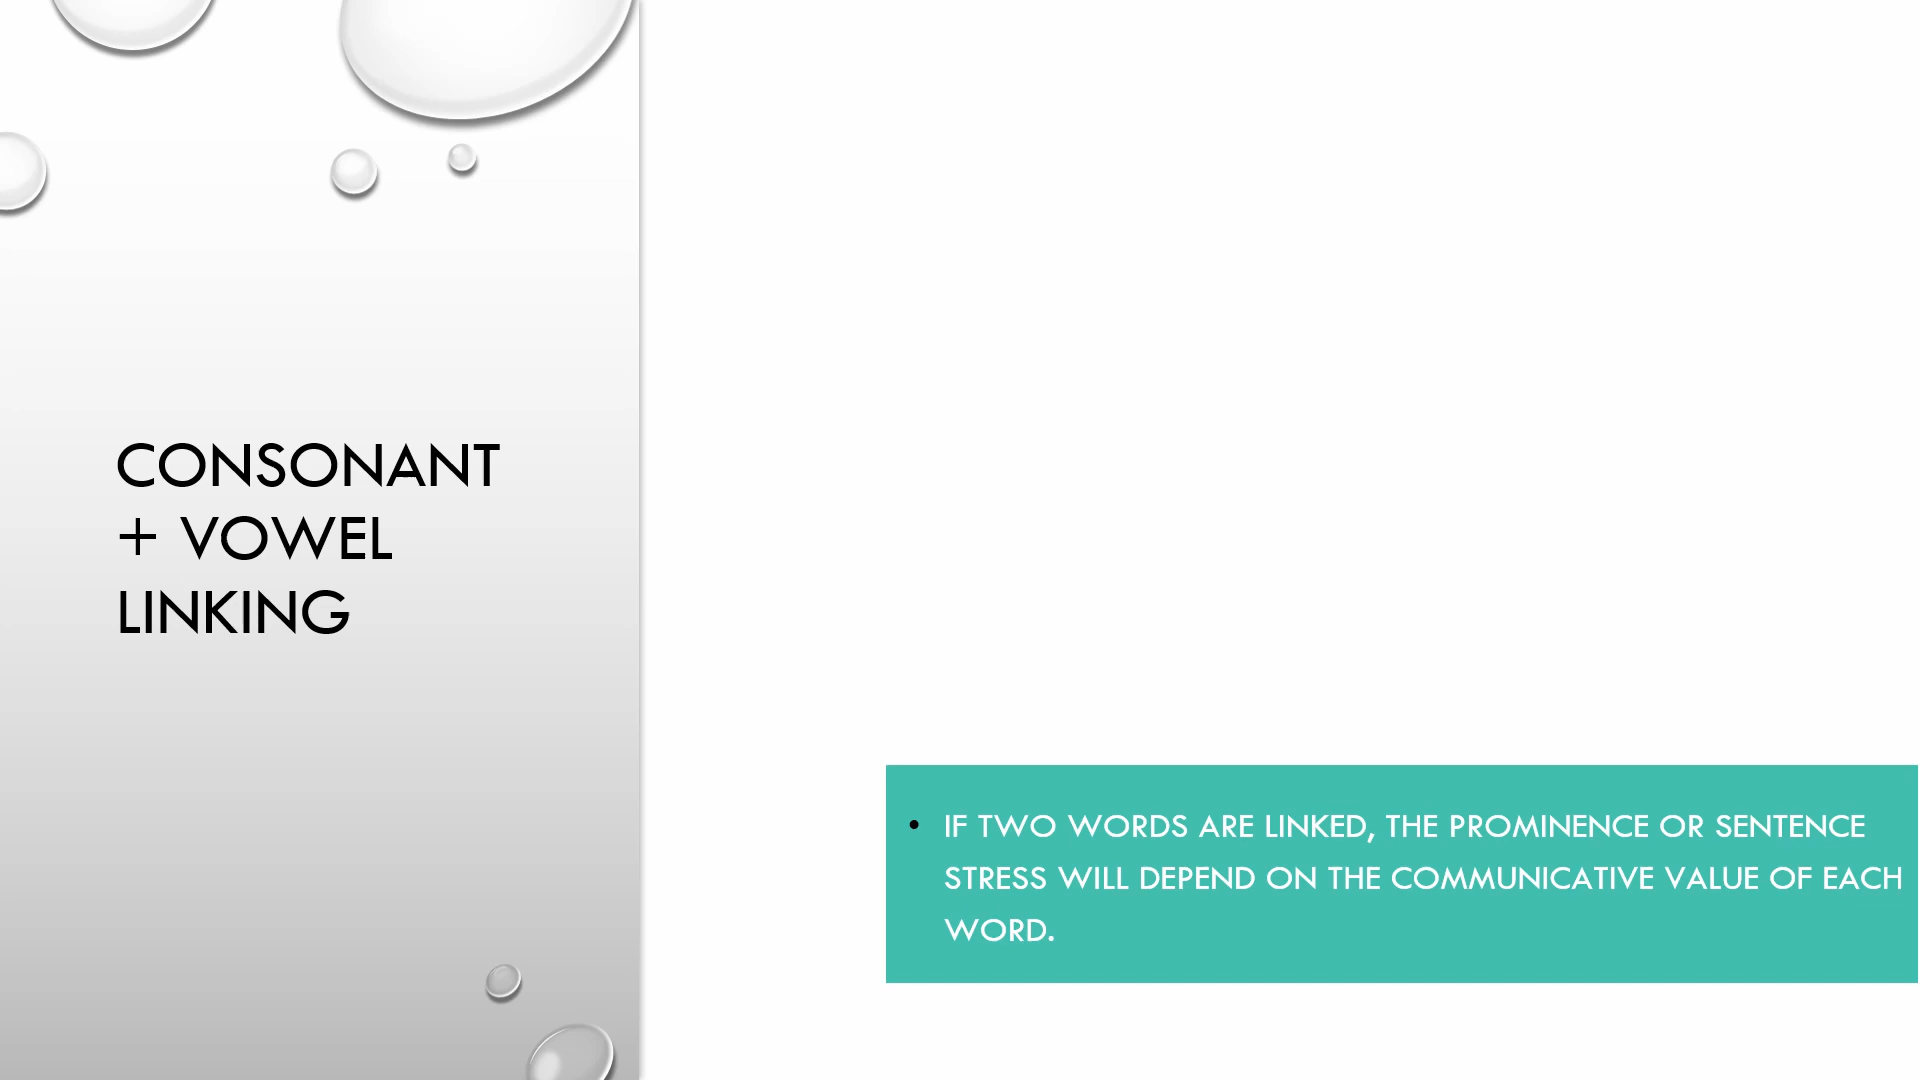 CONSONANT
+ VOWEL
LINKING
• IF TWO WORDS ARE LINKED, THE PROMINENCE OR SENTENCE
STRESS WILL DEPEND ON THE COMMUNICATIVE VALUE OF EACH
WORD.